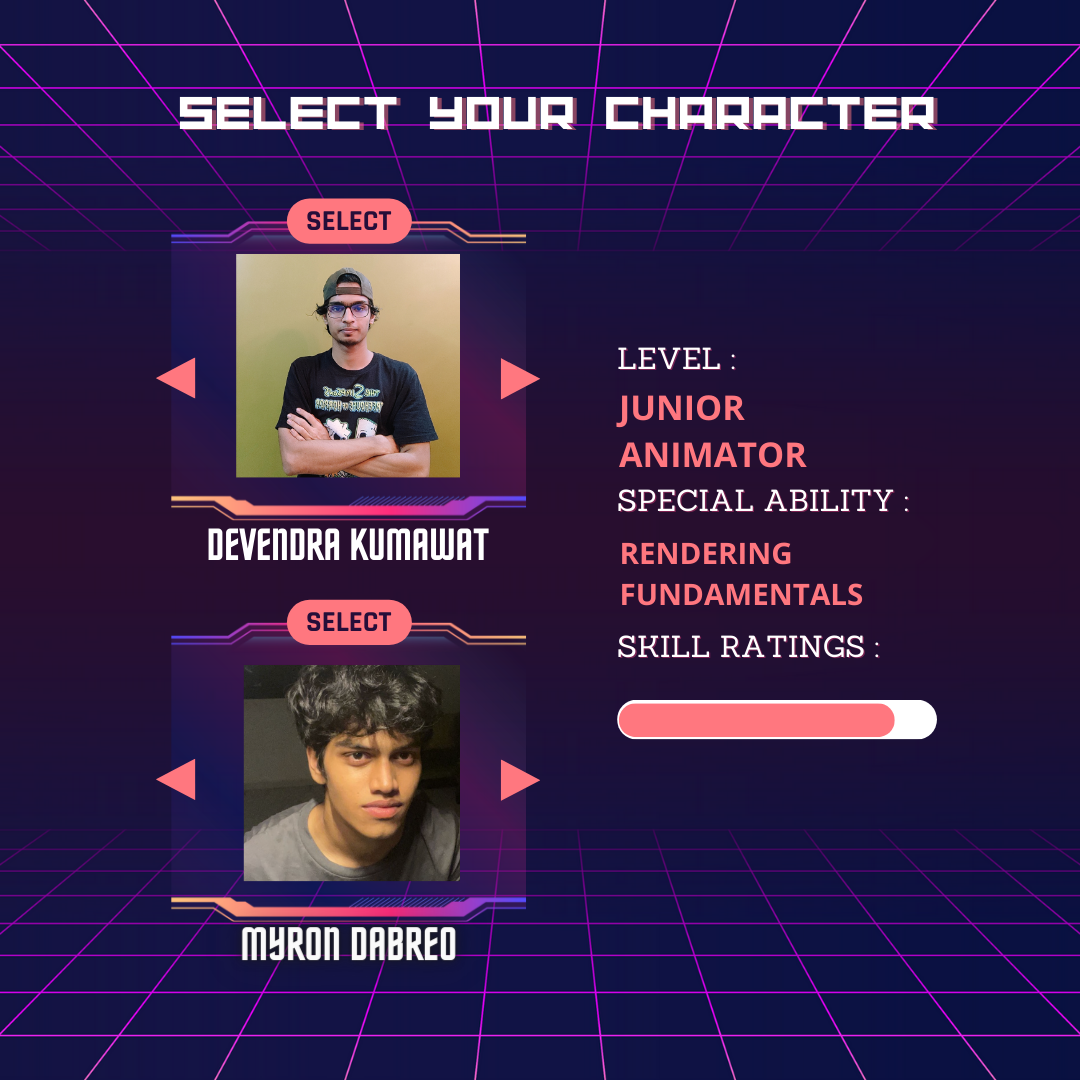 SELECT YOUR CHARACTER
SELECT
DEVENDRA KUMAWAT
SELECT
MYRON DABREO
LEVEL :
JUNIOR
ANIMATOR
SPECIAL ABILITY :
RENDERING
FUNDAMENTALS
SKILL RATINGS :